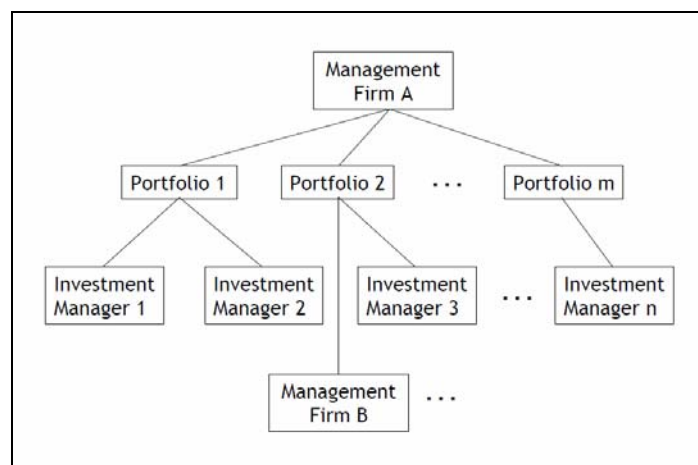 Management
Firm A
Portfolio 1
Portfolio 2
...
Portfolio m
Investment
Manager 1
Investment
Manager 2
Investment
Manager 3
...
Investment
Manager n
Management
Firm B
...